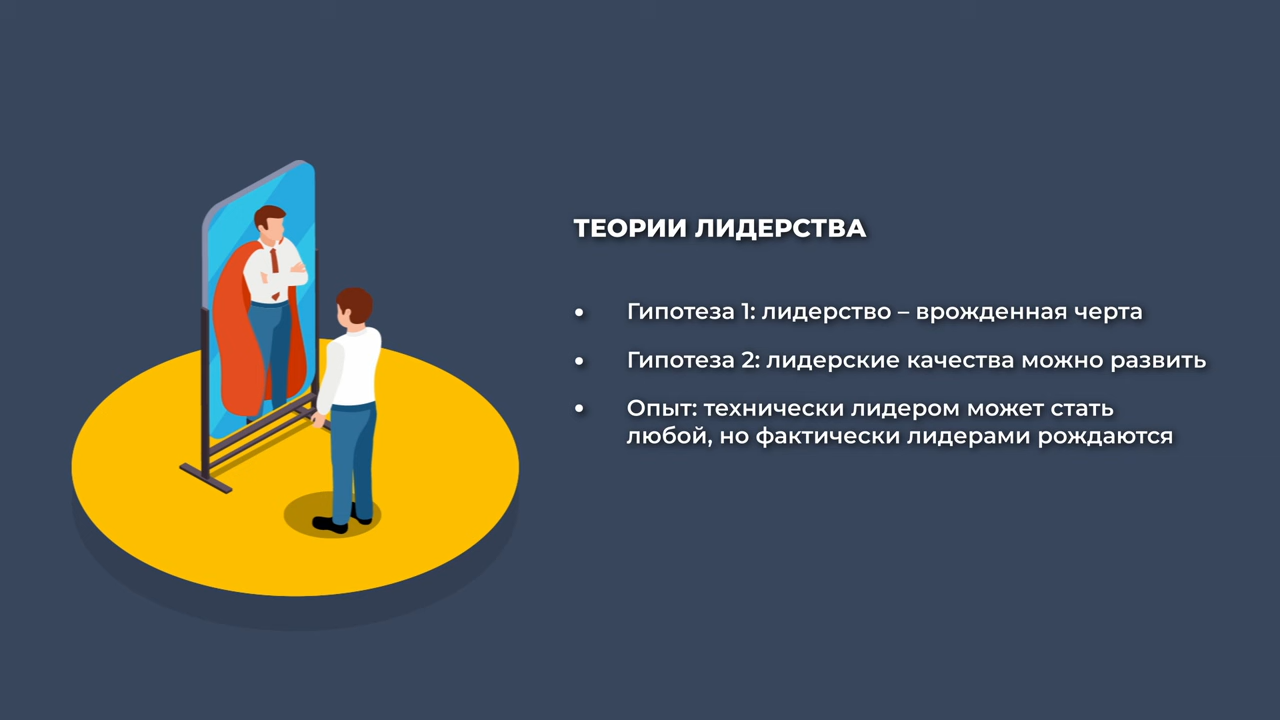 ТЕОРИИ ЛИДЕРСТВА
• Гипотеза 1: лидерство – врожденная черта
• Гипотеза 2: лидерские качества можно развить
• Опыт: технически лидером может стать
любой, но фактически лидерами рождаются